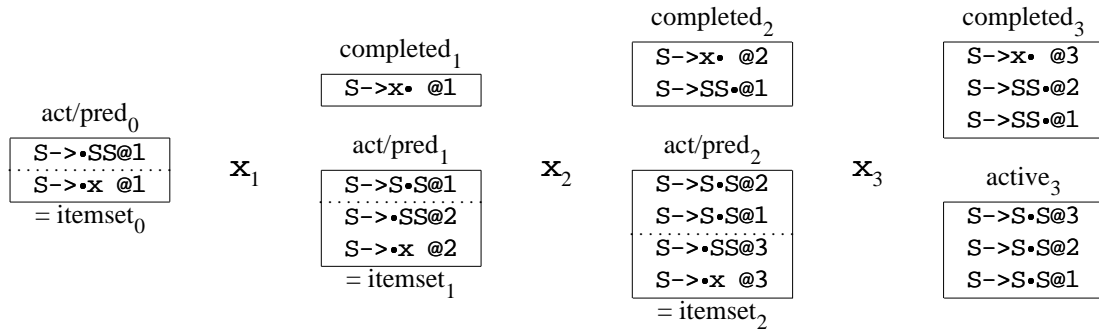 act/pred0
S->•SS@1
S->•x @1
= itemset0
x1
completed1
S->x• @1
act/pred1
S->S•S@1
S->•SS@2
S->•x @2
= itemset1
x2
completed2
S->x• @2
S->SS•@1
act/pred2
S->S•S@2
S->S•S@1
S->•SS@3
S->•x @3
= itemset2
x3
completed3
S->x• @3
S->SS•@2
S->SS•@1
active3
S->S•S@3
S->S•S@2
S->S•S@1